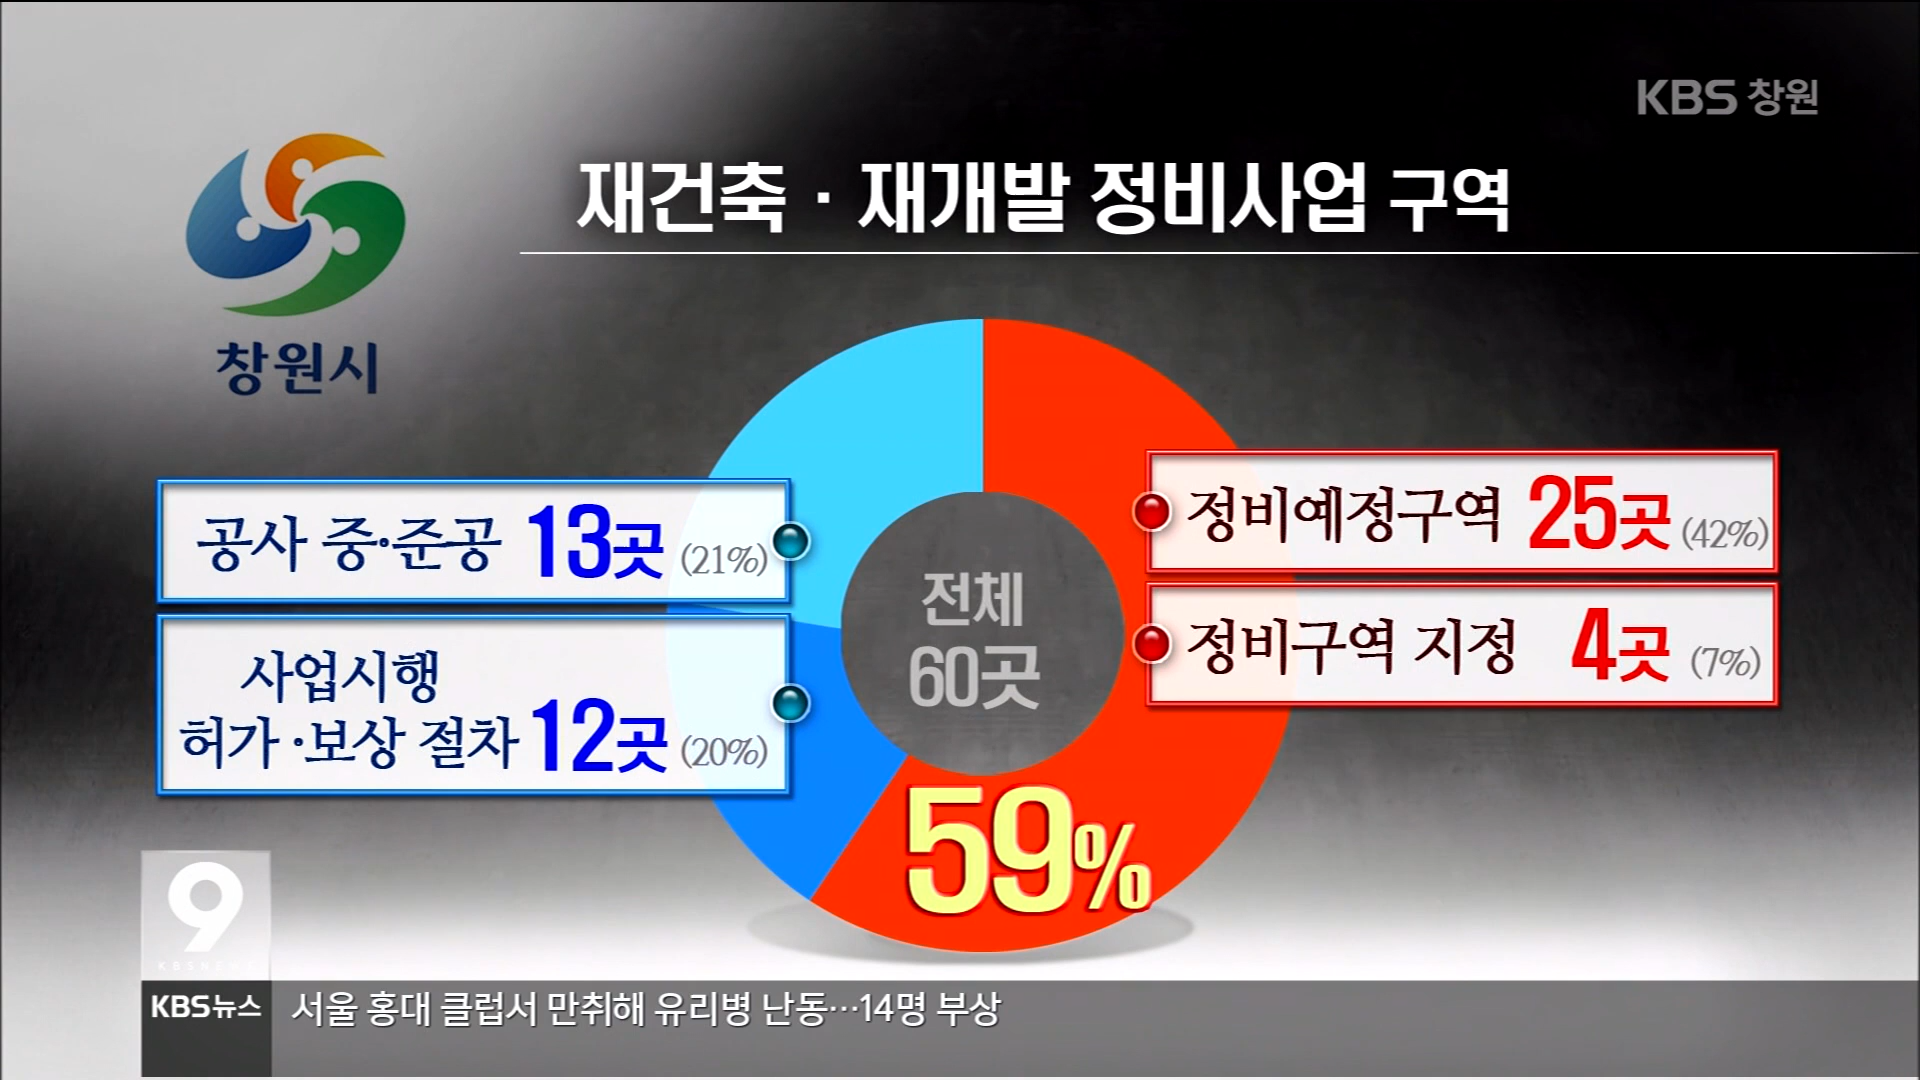 KBS 창원
재건축 · 재개발 정비사업 구역
창원시
공사 중·준공 13곳 (21%)
사업시행
허가·보상 절차 12곳 (20%)
전체
60곳
정비예정구역 25곳 (42%)
정비구역 지정 4곳 (7%)
59%
9
KBS NEWS
KBS뉴스
서울 홍대 클럽서 만취해 유리병 난동…14명 부상